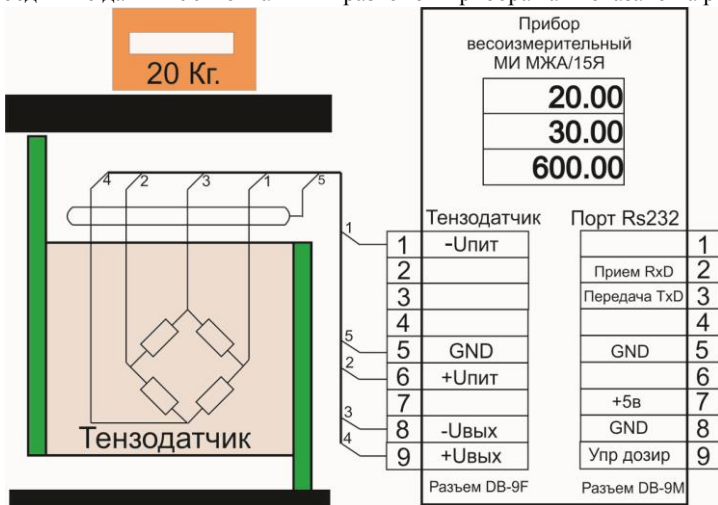 20 Кг.
Прибор
весоизмерительный
МИ МЖА/15Я
20.00
30.00
600.00
4 2 3 1 5
Тензодатчик
Тензодатчик Порт Rs232
1
1 -Uпит
2
3
4
5
5 GND
2
6 +Uпит
7
3
8 -Uвых
4
9 +Uвых
Разъем DB-9F
1
Прием RxD 2
Передача TxD 3
4
GND 5
6
+5в 7
GND 8
Упр дозир 9
Разъем DB-9M